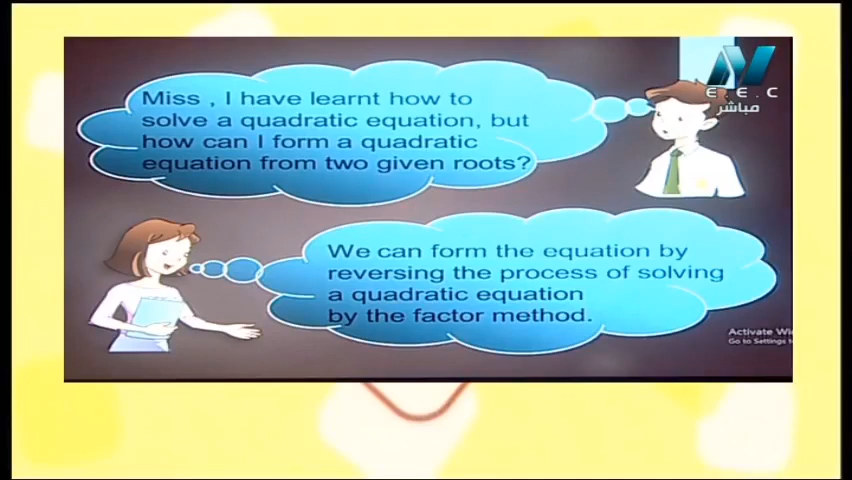 Miss , I have learnt how to
solve a quadratic equation, but
how can I form a quadratic
equation from two given roots?
E.E.C
مباشر
We can form the equation by
reversing the process of solving
a quadratic equation
by the factor method.
Activate Wi
Go to Settings t